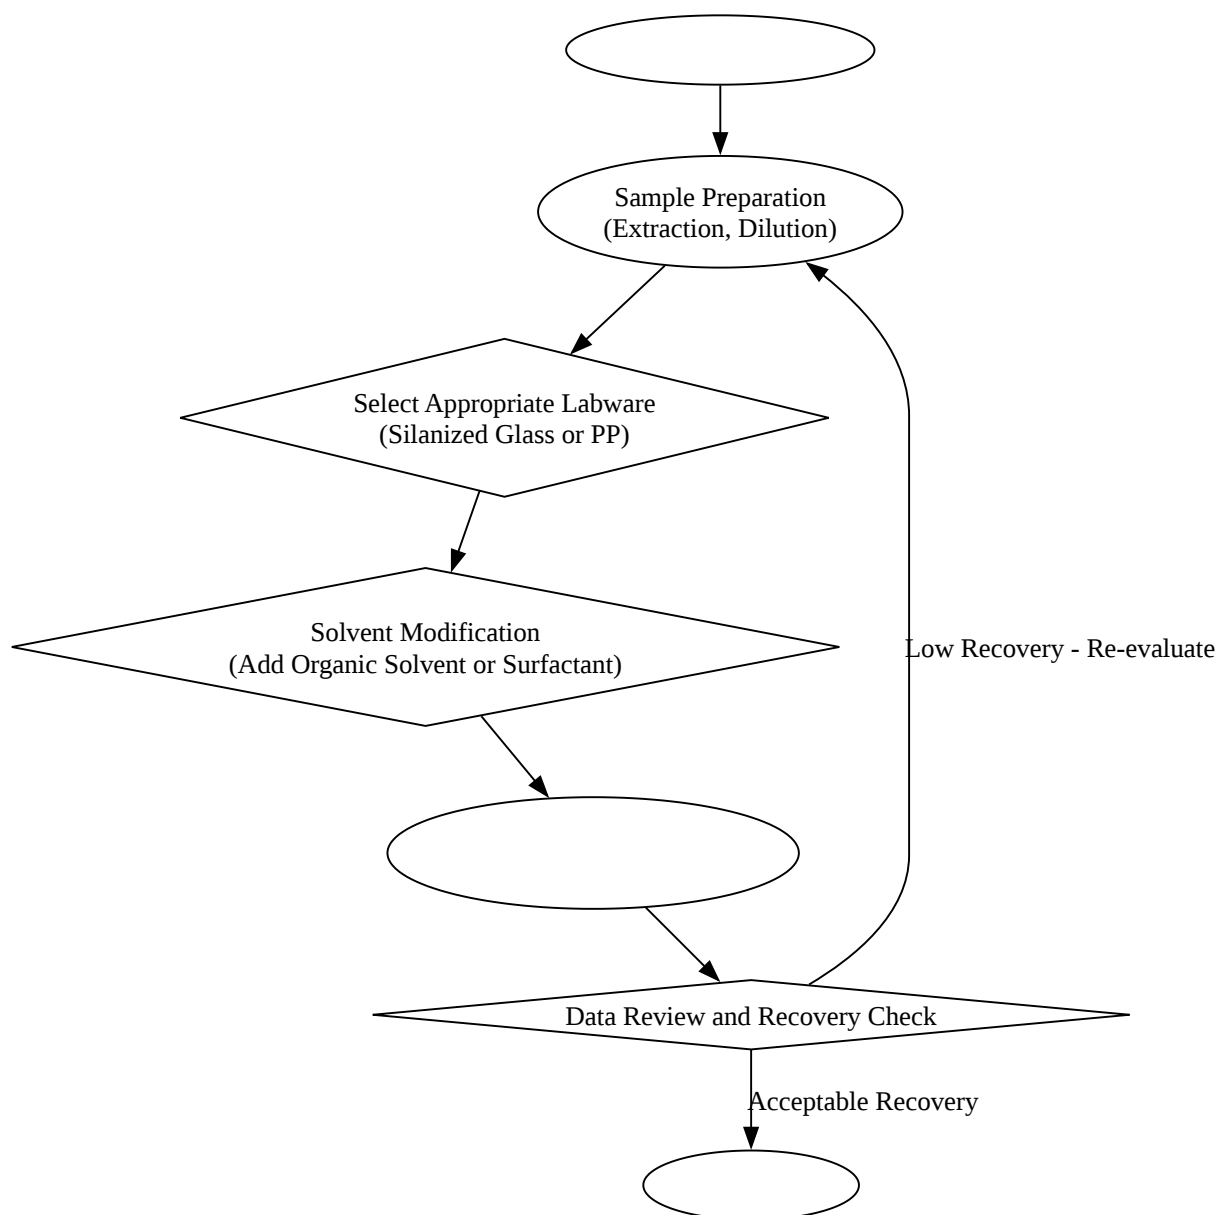 Sample Preparation
(Extraction, Dilution)
Select Appropriate Labware
(Silanized Glass or PP)
Solvent Modification
(Add Organic Solvent or Surfactant)
Low Recovery - Re-evaluate
Data Review and Recovery Check
Acceptable Recovery